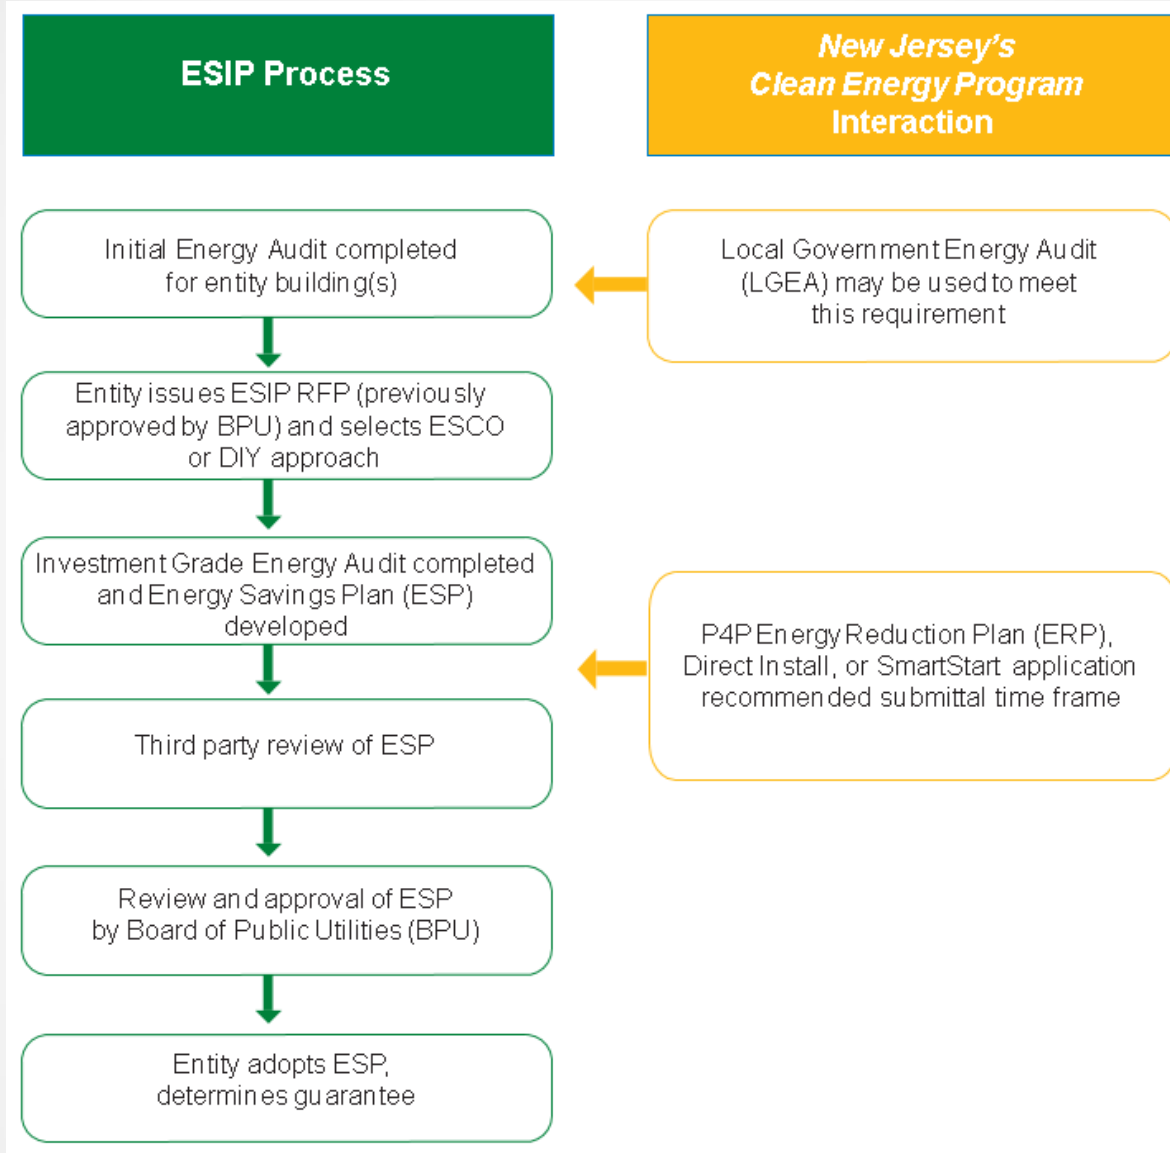 ESIP Process
New Jersey's
Clean Energy Program
Interaction
Initial Energy Audit completed
for entity building(s)
Local Government Energy Audit
(LGEA) may be used to meet
this requirement
Entity issues ESIP RFP (previously
approved by BPU) and selects ESCO
or DIY approach
Investment Grade Energy Audit completed
and Energy Savings Plan (ESP)
developed
P4P Energy Reduction Plan (ERP),
Direct Install, or SmartStart application
recommended submittal time frame
Third party review of ESP
Review and approval of ESP
by Board of Public Utilities (BPU)
Entity adopts ESP,
determines guarantee